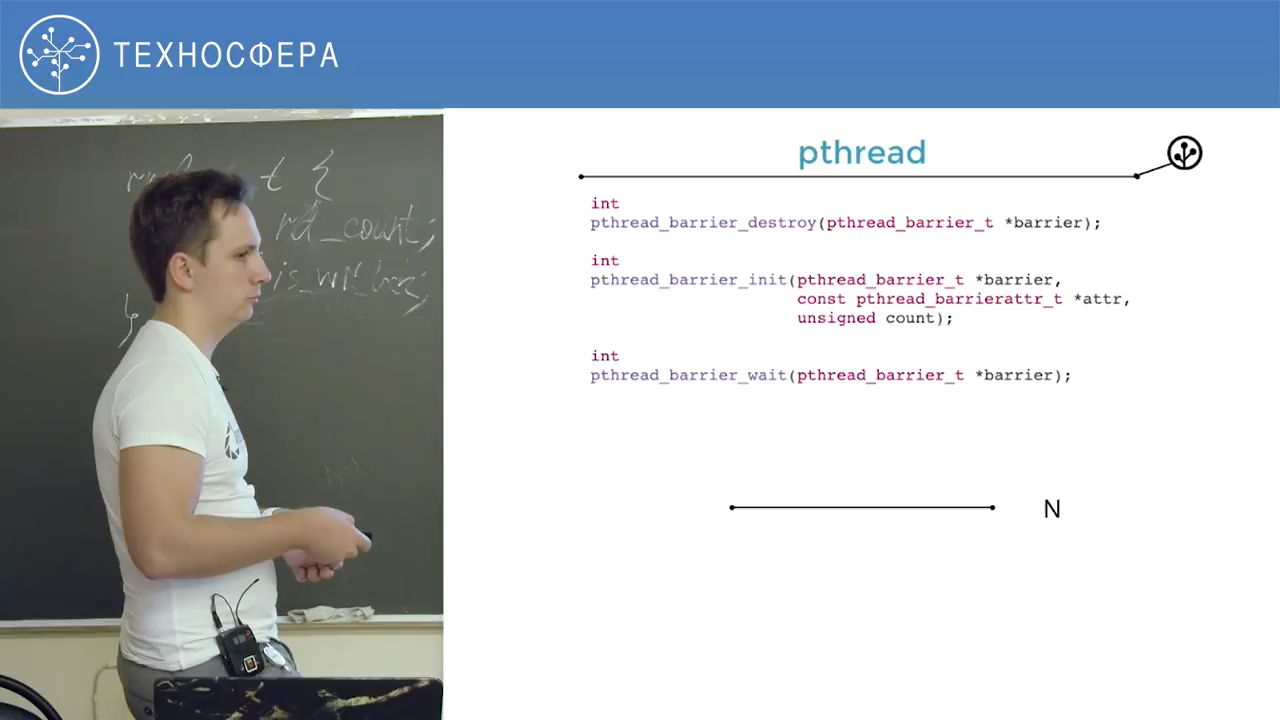 ТЕХНОСФЕРА
t {
rd_count;
}
pthread
int
pthread_barrier_destroy(pthread_barrier_t *barrier);
int
pthread_barrier_init(pthread_barrier_t *barrier,
const pthread_barrierattr_t *attr,
unsigned count);
int
pthread_barrier_wait(pthread_barrier_t *barrier);
N